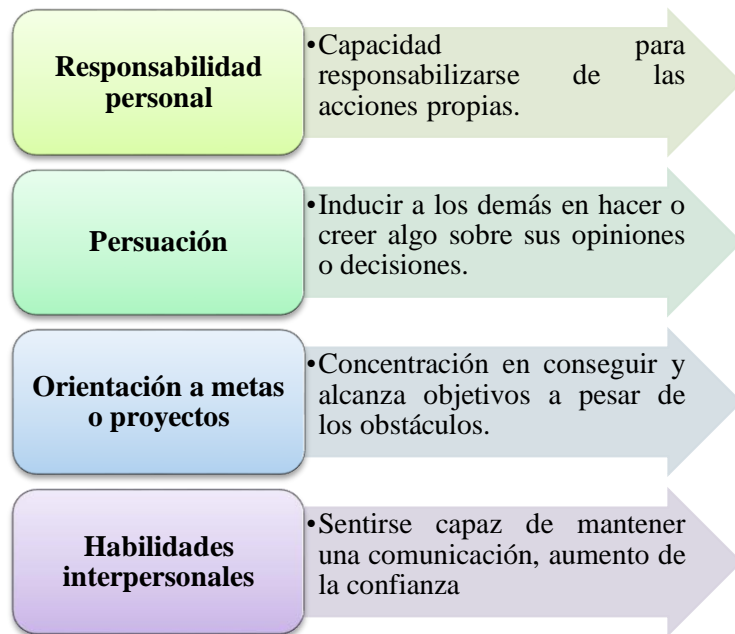 Responsabilidad
personal
•Capacidad para
responsabilizarse de las
acciones propias.
Persuación
•Inducir a los demás en hacer o
creer algo sobre sus opiniones
o decisiones.
Orientación a metas
o proyectos
•Concentración en conseguir y
alcanza objetivos a pesar de
los obstáculos.
Habilidades
interpersonales
•Sentirse capaz de mantener
una comunicación, aumento de
la confianza